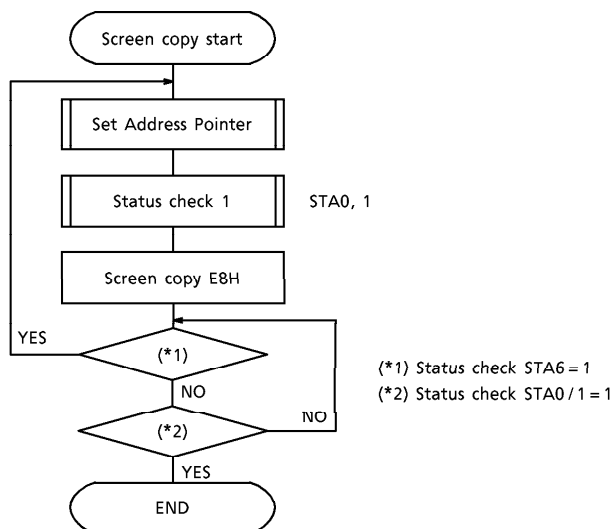 Screen copy start
Set Address Pointer
Status check 1
STA0, 1
Screen copy E8H
YES
(*1)
NO
(*1) Status check STA6 = 1
(*2) Status check STA0 / 1 = 1
(*2)
NO
YES
END